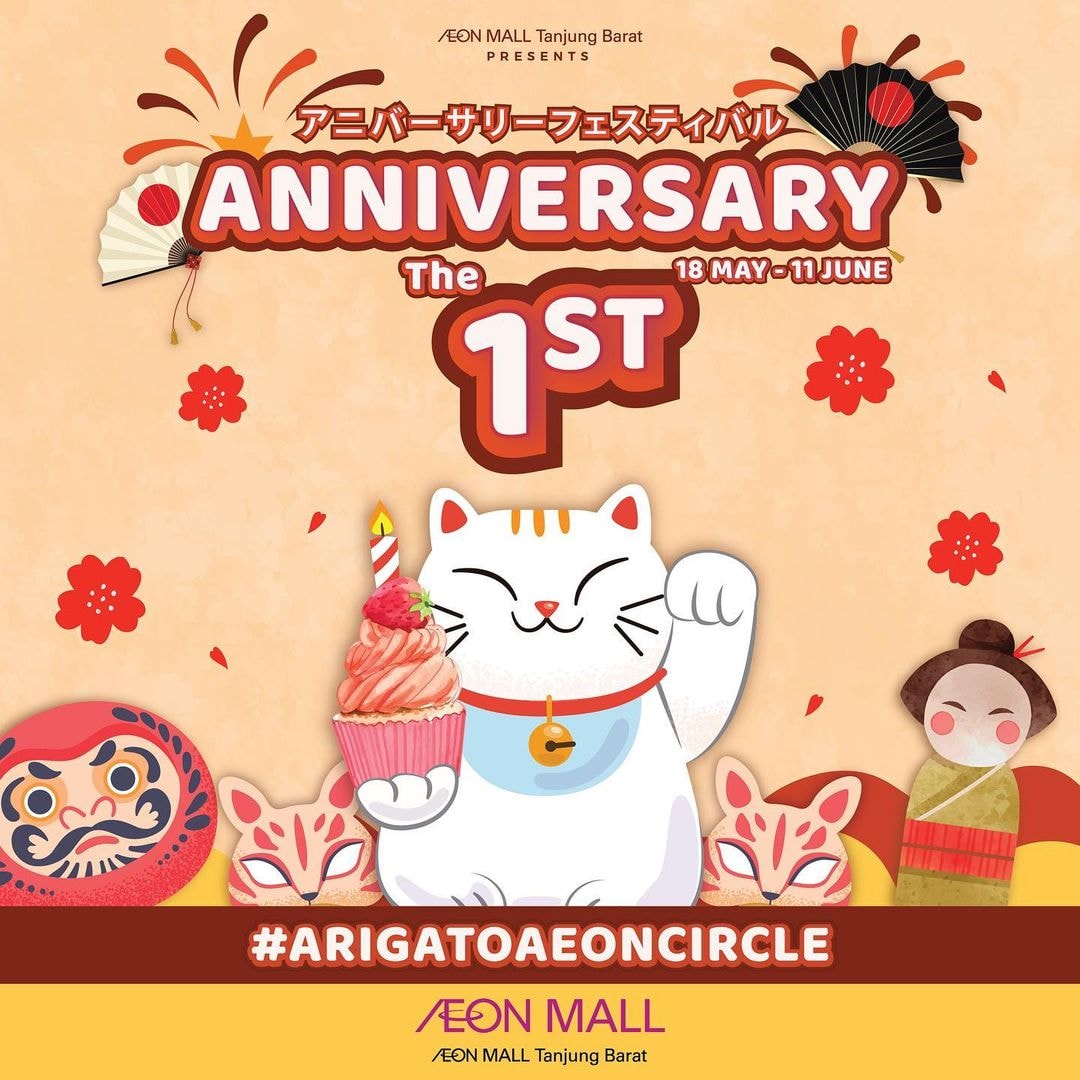 ÆON MALL Tanjung Barat
PRESENTS
アニバーサリーフェスティバル
ANNIVERSARY
The 1ST
18 MAY - 11 JUNE
#ARIGATOAEONCIRCLE
ÆON MALL
ÆON MALL Tanjung Barat